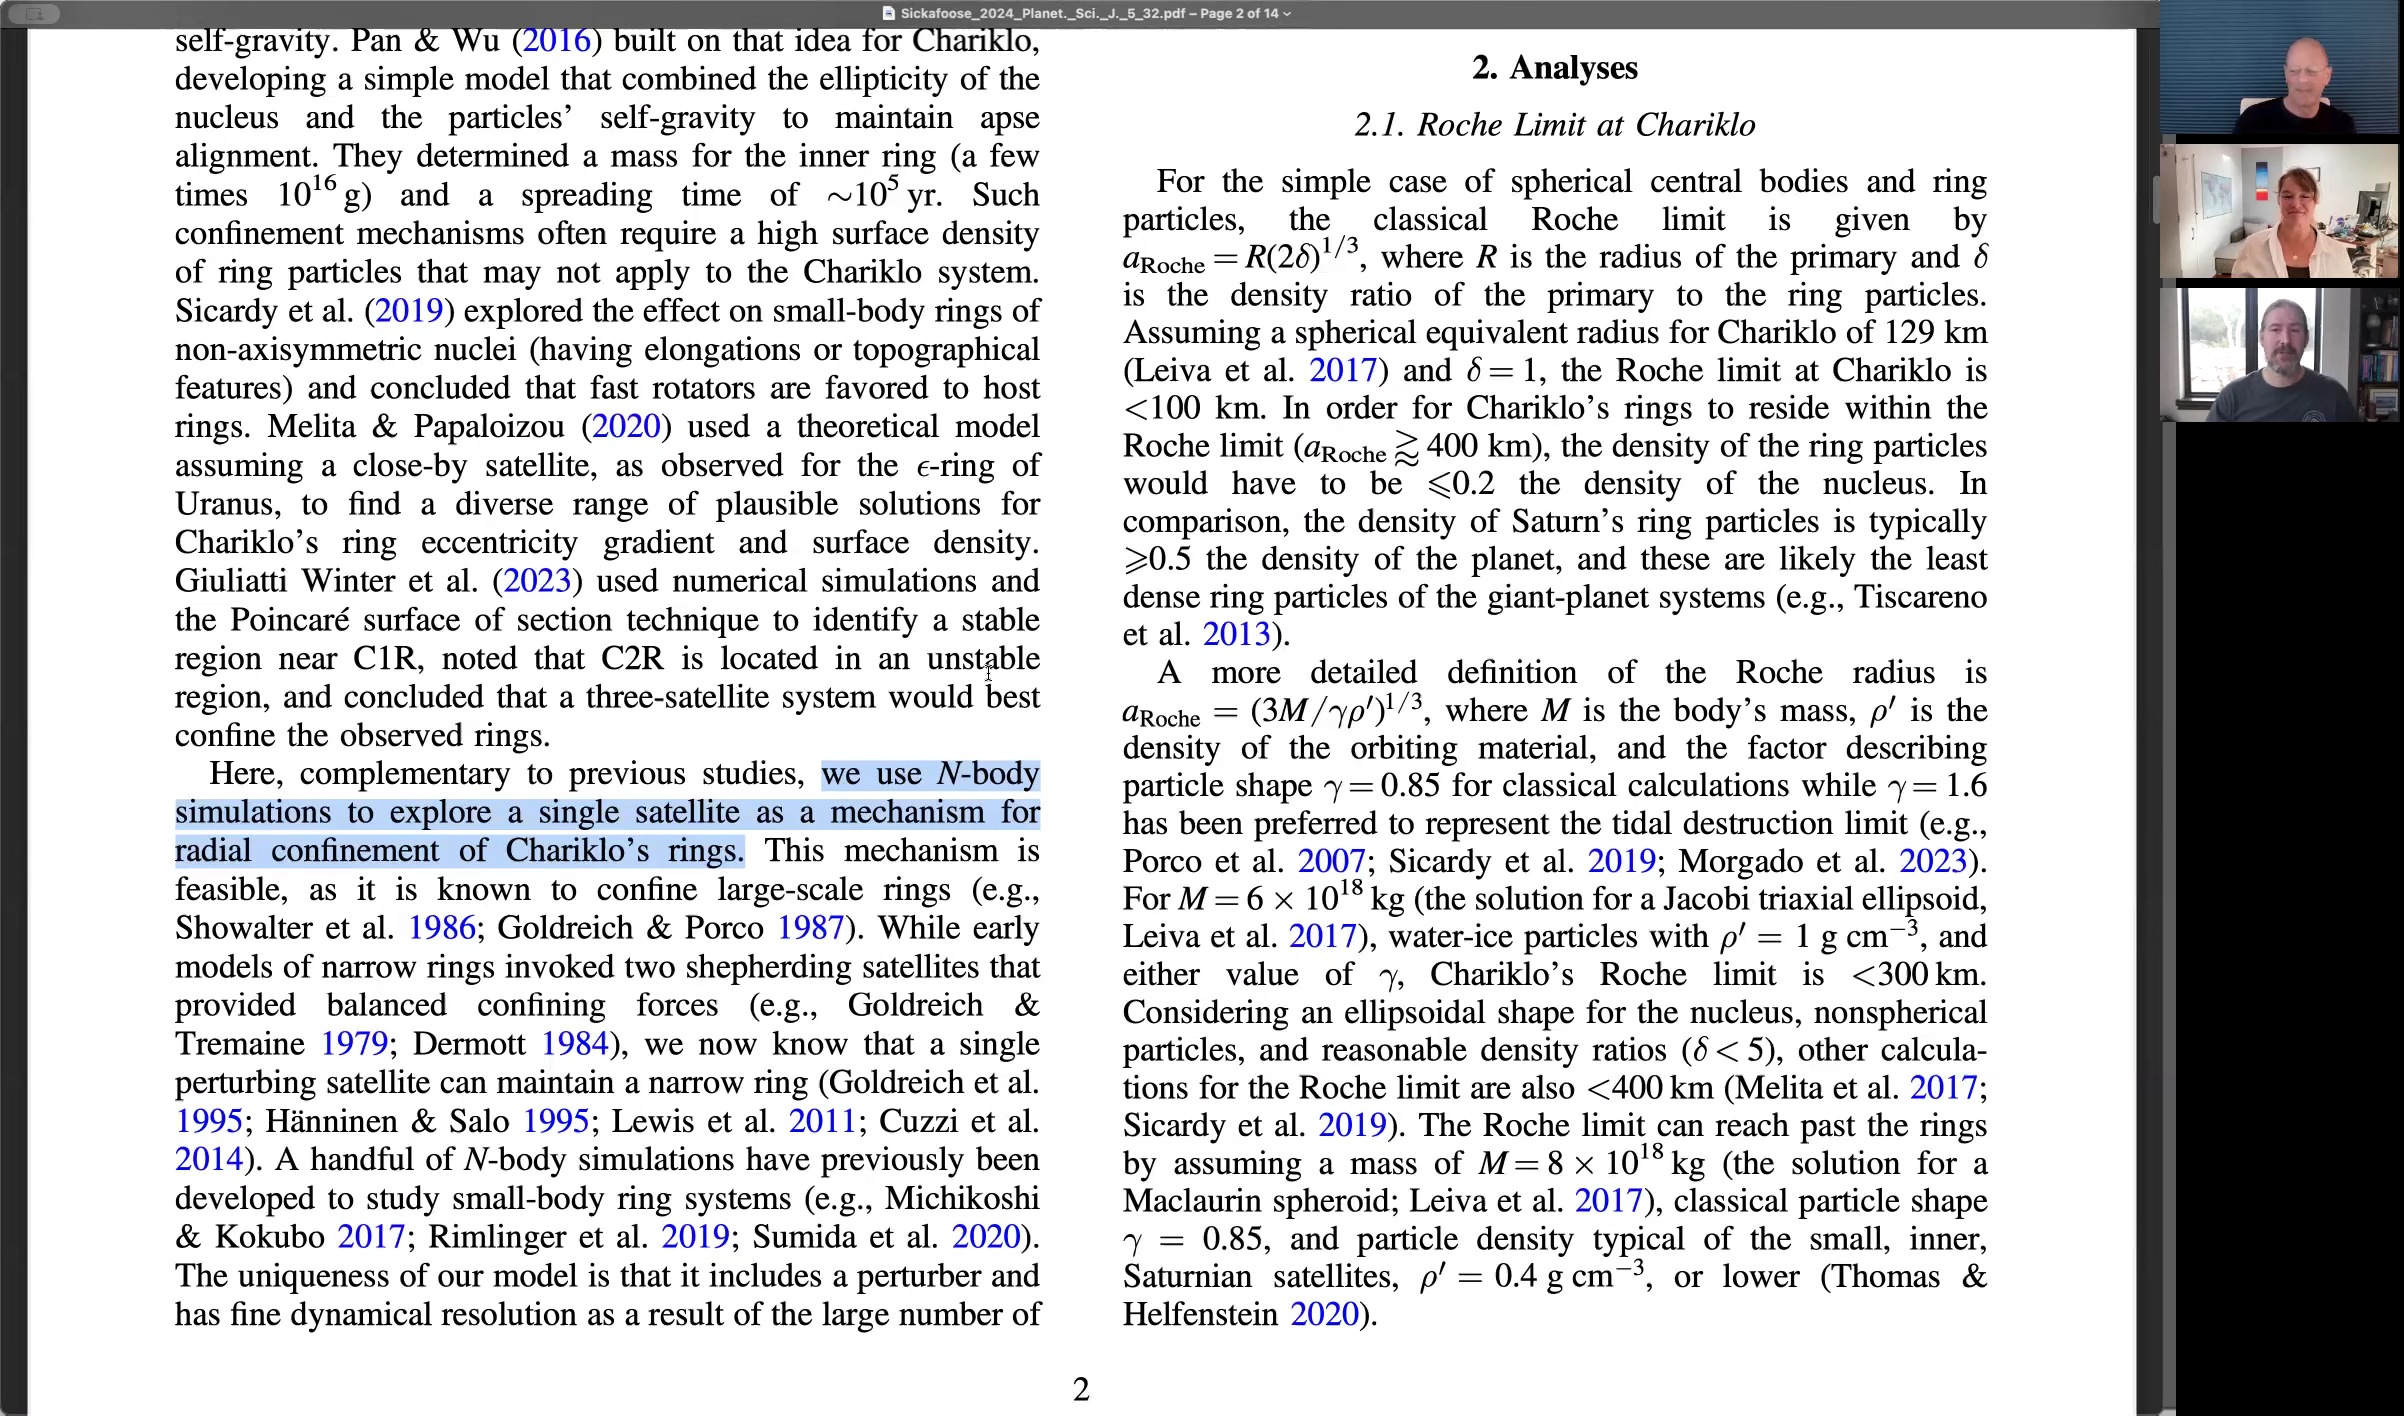 Sickafoose_2024_Planet._Sci._J._5_32.pdf – Page 2 of 14
self-gravity. Pan & Wu (2016) built on that idea for Chariklo,
developing a simple model that combined the ellipticity of the
nucleus and the particles’ self-gravity to maintain apse
alignment. They determined a mass for the inner ring (a few
times 10¹⁶ g) and a spreading time of ∼10⁵ yr. Such
confinement mechanisms often require a high surface density
of ring particles that may not apply to the Chariklo system.
Sicardy et al. (2019) explored the effect on small-body rings of
non-axisymmetric nuclei (having elongations or topographical
features) and concluded that fast rotators are favored to host
rings. Melita & Papaloizou (2020) used a theoretical model
assuming a close-by satellite, as observed for the ϵ-ring of
Uranus, to find a diverse range of plausible solutions for
Chariklo’s ring eccentricity gradient and surface density.
Giuliatti Winter et al. (2023) used numerical simulations and
the Poincaré surface of section technique to identify a stable
region near C1R, noted that C2R is located in an unstable
region, and concluded that a three-satellite system would best
confine the observed rings.
Here, complementary to previous studies, we use N-body
simulations to explore a single satellite as a mechanism for
radial confinement of Chariklo’s rings. This mechanism is
feasible, as it is known to confine large-scale rings (e.g.,
Showalter et al. 1986; Goldreich & Porco 1987). While early
models of narrow rings invoked two shepherding satellites that
provided balanced confining forces (e.g., Goldreich &
Tremaine 1979; Dermott 1984), we now know that a single
perturbing satellite can maintain a narrow ring (Goldreich et al.
1995; Hänninen & Salo 1995; Lewis et al. 2011; Cuzzi et al.
2014). A handful of N-body simulations have previously been
developed to study small-body ring systems (e.g., Michikoshi
& Kokubo 2017; Rimlinger et al. 2019; Sumida et al. 2020).
The uniqueness of our model is that it includes a perturber and
has fine dynamical resolution as a result of the large number of
2. Analyses
2.1. Roche Limit at Chariklo
For the simple case of spherical central bodies and ring
particles, the classical Roche limit is given by
a_Roche = R(2δ)^1/3, where R is the radius of the primary and δ
is the density ratio of the primary to the ring particles.
Assuming a spherical equivalent radius for Chariklo of 129 km
(Leiva et al. 2017) and δ = 1, the Roche limit at Chariklo is
<100 km. In order for Chariklo’s rings to reside within the
Roche limit (a_Roche ⪆ 400 km), the density of the ring particles
would have to be ⩽0.2 the density of the nucleus. In
comparison, the density of Saturn’s ring particles is typically
⩾0.5 the density of the planet, and these are likely the least
dense ring particles of the giant-planet systems (e.g., Tiscareno
et al. 2013).
A more detailed definition of the Roche radius is
a_Roche = (3M/γρ′)^1/3, where M is the body’s mass, ρ′ is the
density of the orbiting material, and the factor describing
particle shape γ = 0.85 for classical calculations while γ = 1.6
has been preferred to represent the tidal destruction limit (e.g.,
Porco et al. 2007; Sicardy et al. 2019; Morgado et al. 2023).
For M = 6 × 10¹⁸ kg (the solution for a Jacobi triaxial ellipsoid,
Leiva et al. 2017), water-ice particles with ρ′ = 1 g cm⁻³, and
either value of γ, Chariklo’s Roche limit is <300 km.
Considering an ellipsoidal shape for the nucleus, nonspherical
particles, and reasonable density ratios (δ < 5), other calcula-
tions for the Roche limit are also <400 km (Melita et al. 2017;
Sicardy et al. 2019). The Roche limit can reach past the rings
by assuming a mass of M = 8 × 10¹⁸ kg (the solution for a
Maclaurin spheroid; Leiva et al. 2017), classical particle shape
γ = 0.85, and particle density typical of the small, inner,
Saturnian satellites, ρ′ = 0.4 g cm⁻³, or lower (Thomas &
Helfenstein 2020).
2